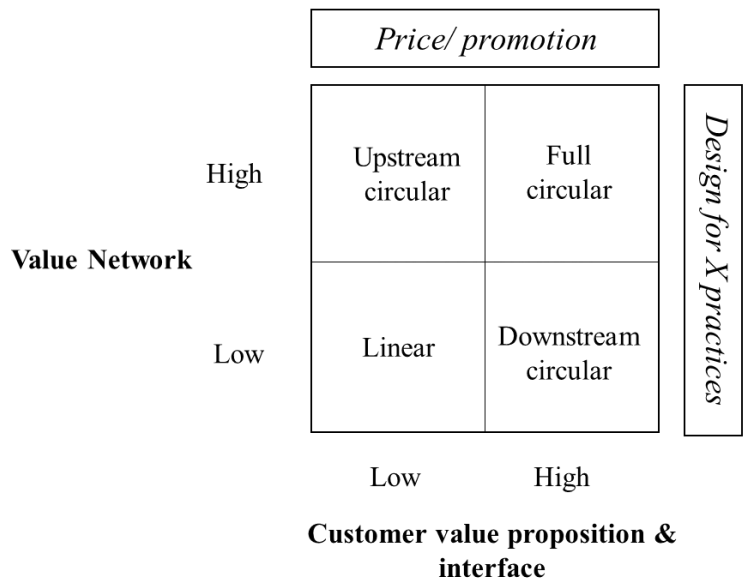 Price/ promotion
High
Upstream
circular
Full
circular
Design for X practices
Value Network
Low
Linear
Downstream
circular
Low
High
Customer value proposition &
interface